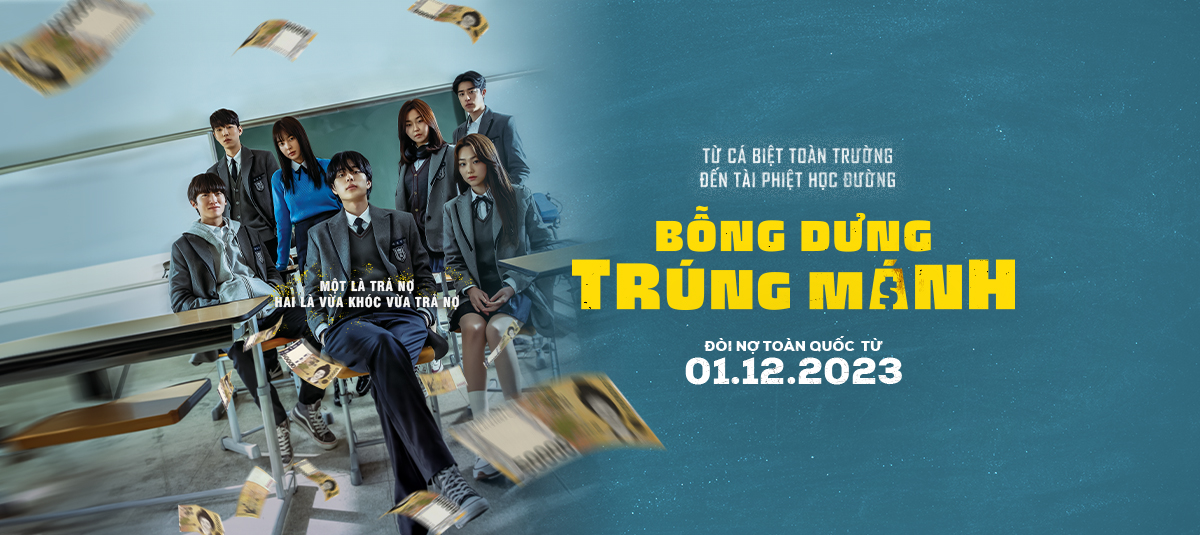 MỘT LÀ TRẢ NỢ
HAI LÀ VỪA KHÓC VỪA TRẢ NỢ
TỪ CÁ BIỆT TOÀN TRƯỜNG
ĐẾN TÀI PHIỆT HỌC ĐƯỜNG
BỖNG DƯNG
TRÚNG MÁNH
ĐÒI NỢ TOÀN QUỐC TỪ
01.12.2023